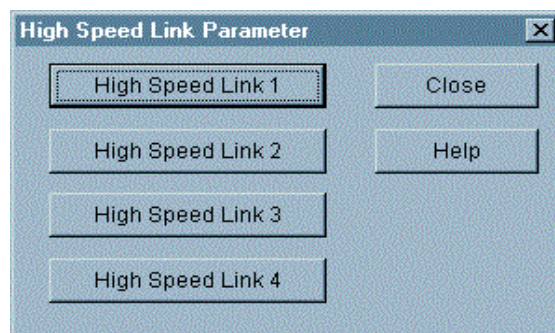 High Speed Link Parameter
High Speed Link 1
Close
High Speed Link 2
Help
High Speed Link 3
High Speed Link 4